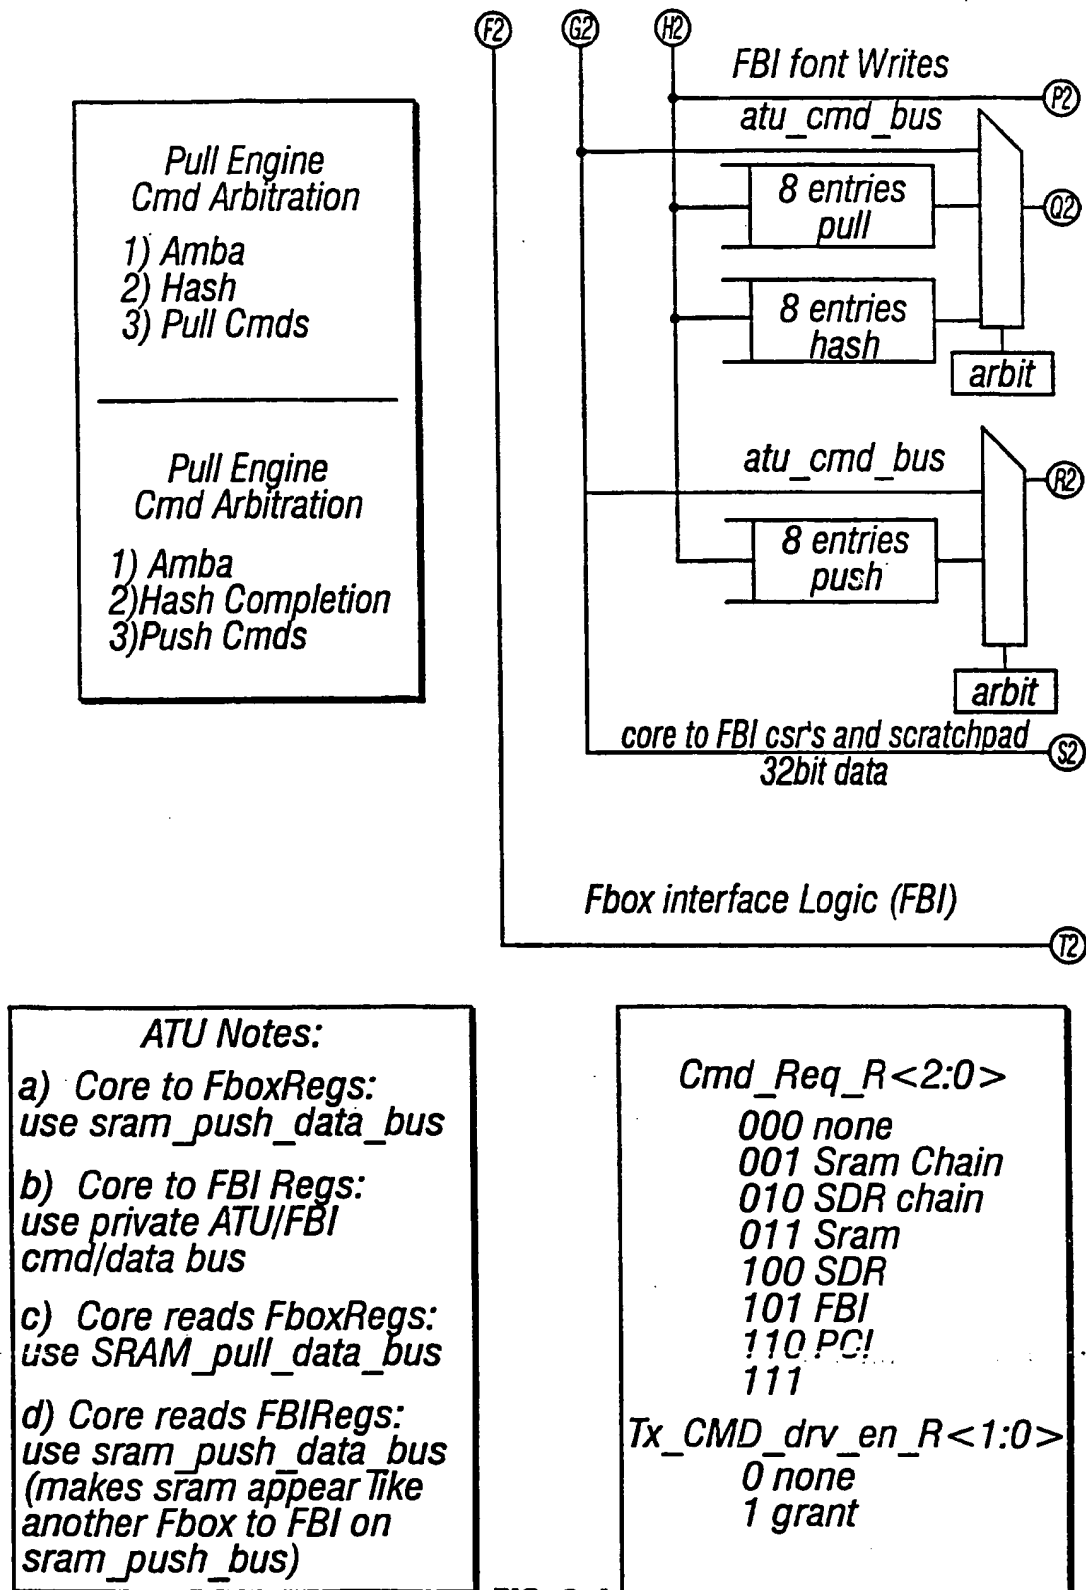 F2
G2
H2
FBI font Writes
P2
atu_cmd_bus
8 entries
pull
Q2
8 entries
hash
arbit
Pull Engine
Cmd Arbitration
1) Amba
2) Hash
3) Pull Cmds
Pull Engine
Cmd Arbitration
1) Amba
2)Hash Completion
3)Push Cmds
atu_cmd_bus
R2
8 entries
push
arbit
core to FBI csr's and scratchpad
S2
32bit data
Fbox interface Logic (FBI)
T2
ATU Notes:
a) Core to FboxRegs:
use sram_push_data_bus
b) Core to FBI Regs:
use private ATU/FBI
cmd/data bus
c) Core reads FboxRegs:
use SRAM_pull_data_bus
d) Core reads FBIRegs:
use sram_push_data_bus
(makes sram appear like
another Fbox to FBI on
sram_push_bus)
Cmd_Req_R<2:0>
000 none
001 Sram Chain
010 SDR chain
011 Sram
100 SDR
101 FBI
110 PCI
111
Tx_CMD_drv_en_R<1:0>
0 none
1 grant